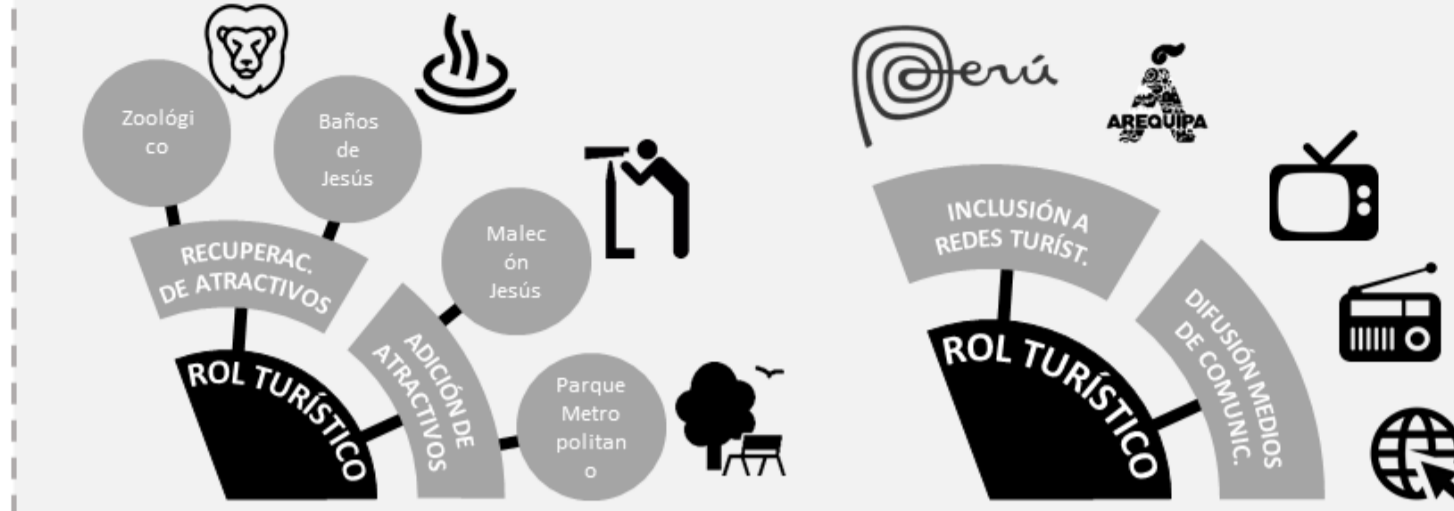 Zoológi
co
Baños
de
Jesús
Malec
ón
Jesús
Parque
Metro
politan
o
RECUPERAC.
DE ATRACTIVOS
ADICIÓN DE
ATRACTIVOS
ROL TURÍSTICO
Perú
AREQUIPA
INCLUSIÓN A
REDES TURÍST.
DIFUSIÓN MEDIOS
DE COMUNIC.
ROL TURÍSTICO